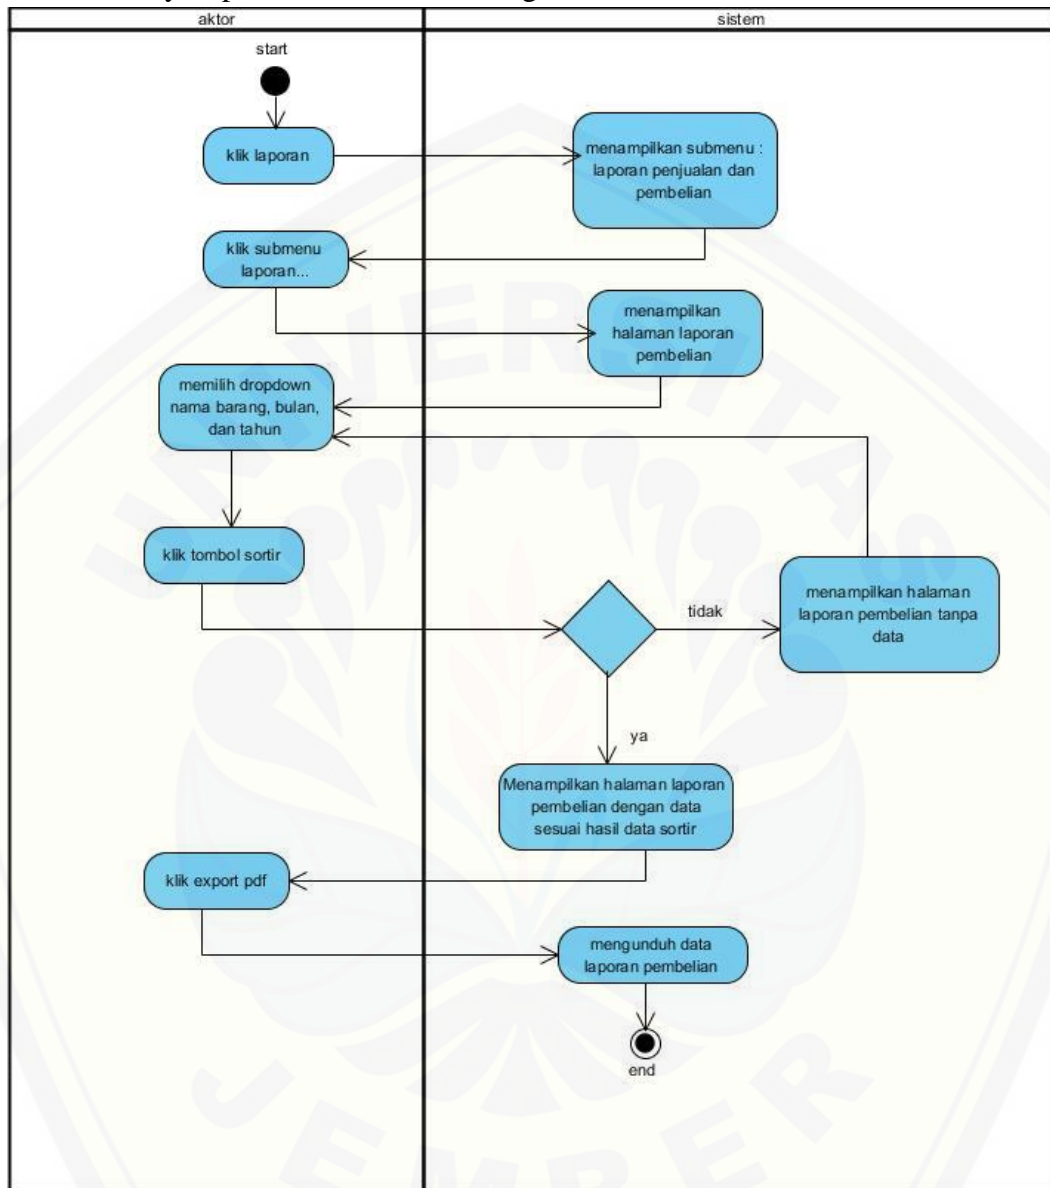 aktor
sistem
start
klik laporan
menampilkan submenu :
laporan penjualan dan
pembelian
klik submenu
laporan...
menampilkan
halaman laporan
pembelian
memilih dropdown
nama barang, bulan,
dan tahun
klik tombol sortir
tidak
menampilkan halaman
laporan pembelian tanpa
data
ya
Menampilkan halaman laporan
pembelian dengan data
sesuai hasil data sortir
klik export pdf
mengunduh data
laporan pembelian
end
UNIVERSITAS
JEMBER